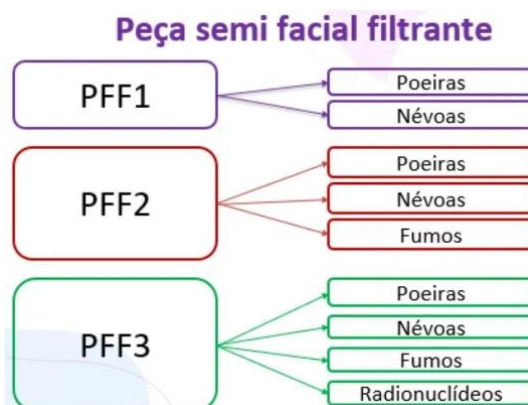 Peça semi facial filtrante
PFF1
Poeiras
Névoas
PFF2
Poeiras
Névoas
Fumos
PFF3
Poeiras
Névoas
Fumos
Radionuclídeos